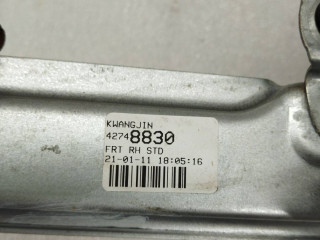 KWANGJIN
42748830
FRT RH STD
21-01-11 18:05:16